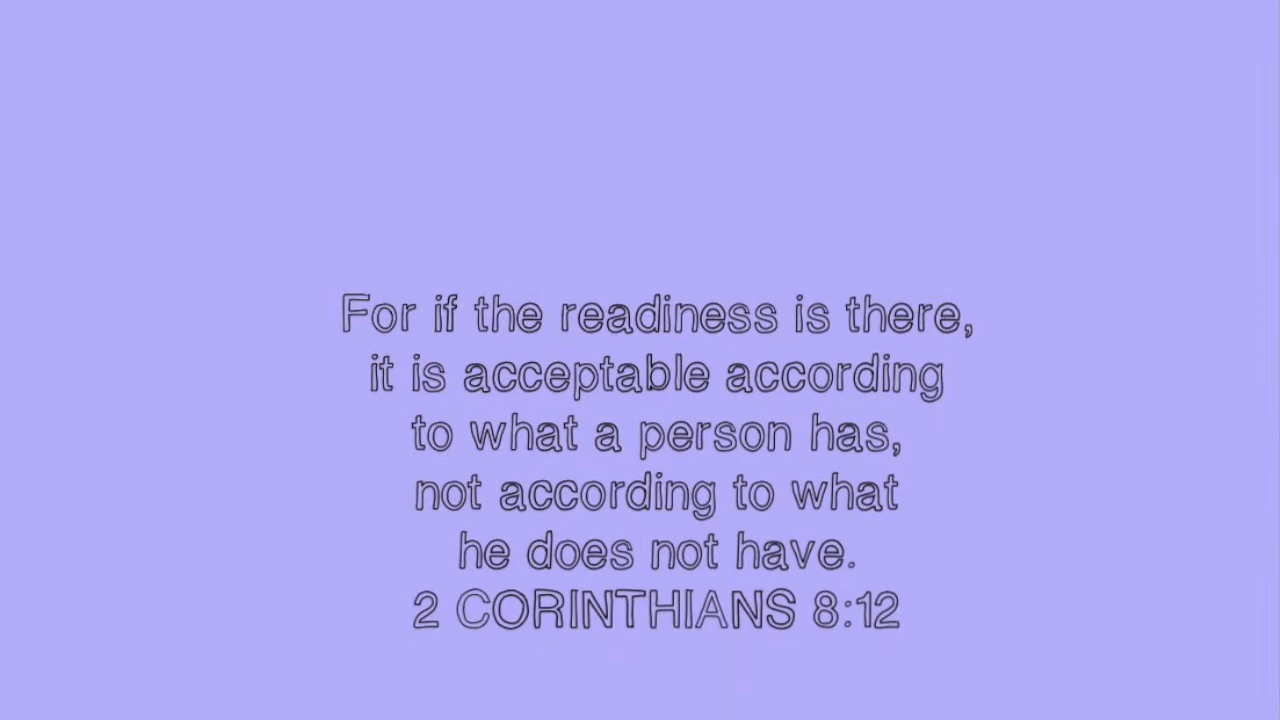 For if the readiness is there,
it is acceptable according
to what a person has,
not according to what
he does not have.
2 CORINTHIANS 8:12